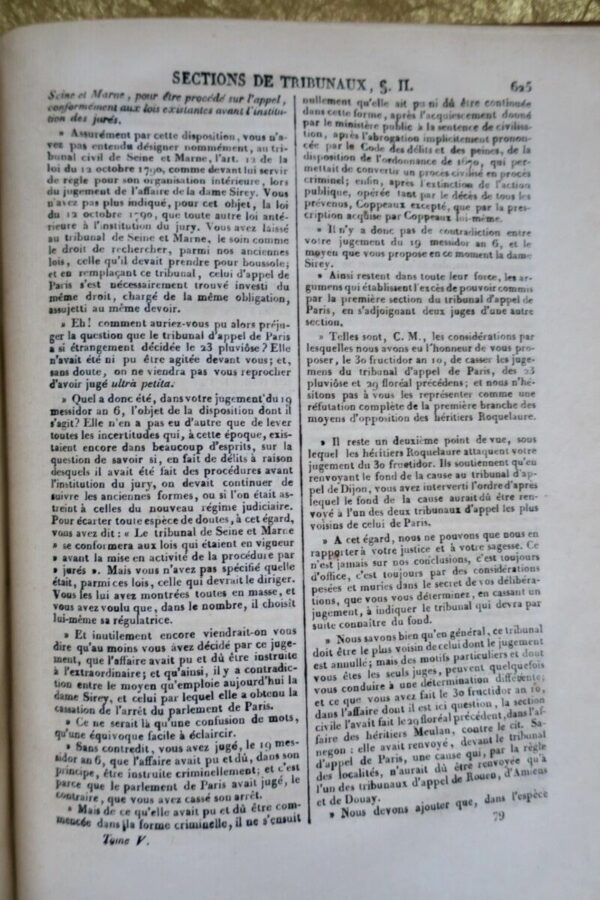 SECTIONS DE TRIBUNAUX, §. II.
625
Seine et Marne, pour être procédé sur l'appel,
conformément aux lois existantes avant l'institu-
tion des jurés.
» Assurément par cette disposition, vous n'a-
vez pas entendu désigner nommément, au tri-
bunal civil de Seine et Marne, l'art. 12 de la
loi du 12 octobre 1790, comme devant lui servir
de règle pour son organisation intérieure, lors
du jugement de l'affaire de la dame Sirey. Vous
n'avez pas plus indiqué, pour cet objet, la loi
du 12 octobre 1790, que toute autre loi anté-
rieure à l'institution du jury. Vous avez laissé
au tribunal de Seine et Marne, le soin comme
le droit de rechercher, parmi nos anciennes
lois, celle qu'il devait prendre pour boussole;
et en remplaçant ce tribunal, celui d'appel de
Paris s'est nécessairement trouvé investi du
même droit, chargé de la même obligation,
assujetti au même devoir.
» Eh! comment auriez-vous pu alors préju-
ger la question que le tribunal d'appel de Paris
a si étrangement décidée le 23 pluviôse? Elle
n'avait été ni pu être agitée devant vous; et,
sans doute, on ne viendra pas vous reprocher
d'avoir jugé ultrà petita.
» Quel a donc été, dans votre jugement du 19
messidor an 6, l'objet de la disposition dont il
s'agit? Elle n'en a pas eu d'autre que de lever
toutes les incertitudes qui, à cette époque, exis-
taient encore dans beaucoup d'esprits, sur la
question de savoir si, en fait de délits à raison
desquels il avait été fait des procédures avant
l'institution du jury, on devait continuer de
suivre les anciennes formes, ou si l'on était as-
treint à celles du nouveau régime judiciaire.
Pour écarter toute espèce de doutes, à cet égard,
vous avez dit : « Le tribunal de Seine et Marne
» se conformera aux lois qui étaient en vigueur
» avant la mise en activité de la procédure par
» jurés ». Mais vous n'avez pas spécifié quelle
était, parmi ces lois, celle qui devrait le diriger.
Vous les lui avez montrées toutes en masse, et
vous avez voulu que, dans le nombre, il choisît
lui-même sa régulatrice.
» Et inutilement encore viendrait-on vous
dire qu'au moins vous avez décidé par ce juge-
ment, que l'affaire avait pu et dû être instruite
à l'extraordinaire; et qu'ainsi, il y a contradic-
tion entre le moyen qu'emploie aujourd'hui la
dame Sirey, et celui par lequel elle a obtenu la
cassation de l'arrêt du parlement de Paris.
» Ce ne serait là qu'une confusion de mots,
qu'une équivoque facile à éclaircir.
» Sans contredit, vous avez jugé, le 19 mes-
sidor an 6, que l'affaire avait pu et dû, dans son
principe, être instruite criminellement; et c'est
parce que le parlement de Paris avait jugé, le
contraire, que vous avez cassé son arrêt.
» Mais de ce qu'elle avait pu et dû être com-
mencée dans la forme criminelle, il ne s'ensuit
Tome V.
nullement qu'elle ait pu ni dû être continuée
dans cette forme, après l'acquiescement donné
par le ministère public à la sentence de civilisa-
tion, après l'abrogation implicitement pronon-
cée par le Code des délits et des peines, de la
disposition de l'ordonnance de 1670, qui per-
mettait de convertir un procès civilisé en procès
criminel; enfin, après l'extinction de l'action
publique, opérée tant par le décès de tous les
prévenus, Coppeaux excepté, que par la pres-
cription acquise par Coppeaux lui-même.
» Il n'y a donc pas de contradiction entre
votre jugement du 19 messidor an 6, et le
moyen que vous propose en ce moment la dame
Sirey.
» Ainsi restent dans toute leur force, les ar-
gumens qui établissent l'excès de pouvoir commis
par la première section du tribunal d'appel de
Paris, en s'adjoignant deux juges d'une autre
section.
» Telles sont, C. M., les considérations par
lesquelles nous avons eu l'honneur de vous pro-
poser, le 30 fructidor an 10, de casser les juge-
mens du tribunal d'appel de Paris, des 23
pluviôse et 29 floréal précédens; et nous n'hé-
sitons pas à vous les représenter comme une
réfutation complète de la première branche des
moyens d'opposition des héritiers Roquelaure.
» Il reste un deuxième point de vue, sous
lequel les héritiers Roquelaure attaquent votre
jugement du 30 fructidor. Ils soutiennent qu'en
renvoyant le fond de la cause au tribunal d'ap-
pel de Dijon, vous avez interverti l'ordre d'après
lequel le fond de la cause aurait dû être ren-
voyé à l'un des deux tribunaux d'appel les plus
voisins de celui de Paris.
» A cet égard, nous ne pouvons que nous en
rapporter à votre justice et à votre sagesse. Ce
n'est jamais sur nos conclusions, c'est toujours
d'office, c'est toujours par des considérations
pesées et muries dans le secret de vos délibéra-
tions, que vous vous déterminez, en cassant un
jugement, à indiquer le tribunal qui devra par
suite connaître du fond.
» Nous savons bien qu'en général, ce tribunal
doit être le plus voisin de celui dont le jugement
est annullé; mais des motifs particuliers et dont
vous êtes les seuls juges, peuvent quelquefois
vous conduire à une détermination différente;
et ce que vous avez fait le 30 fructidor an 10,
dans l'affaire dont il est ici question, la section
civile l'avait fait le 29 floréal précédent, dans l'af-
faire des héritiers Meulan, contre le cit. Sa-
negon : elle avait renvoyé, devant le tribunal
d'appel de Paris, une cause qui, par la règle
des localités, n'aurait dû être renvoyée qu'à
l'un des tribunaux d'appel de Rouen, d'Amiens
et de Douay.
» Nous devons ajouter que, dans l'espèce
79